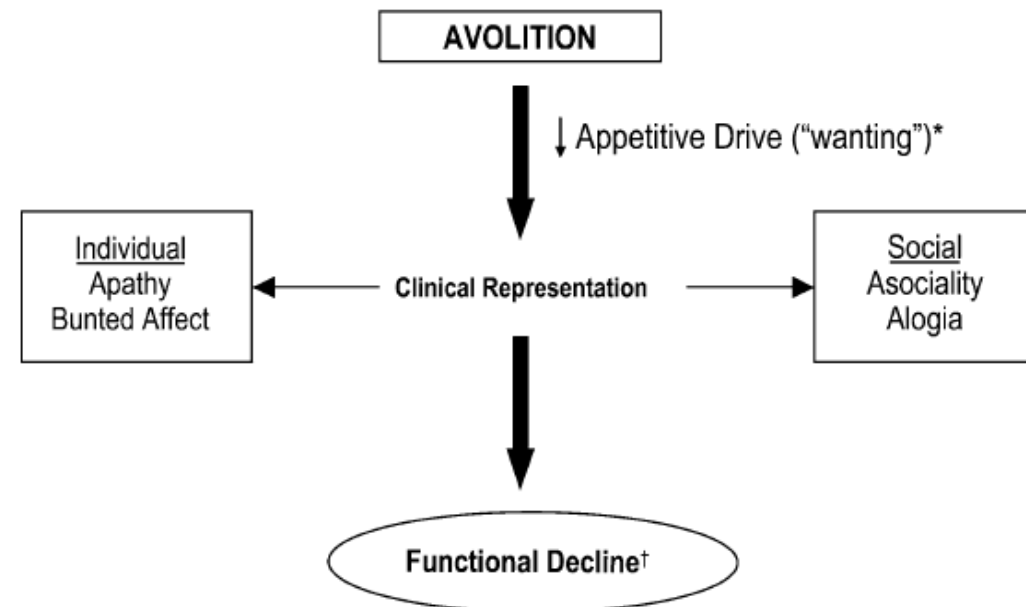 AVOLITION
↓ Appetitive Drive (“wanting”)*
Individual
Apathy
Bunted Affect
Clinical Representation
Social
Asociality
Alogia
Functional Decline†